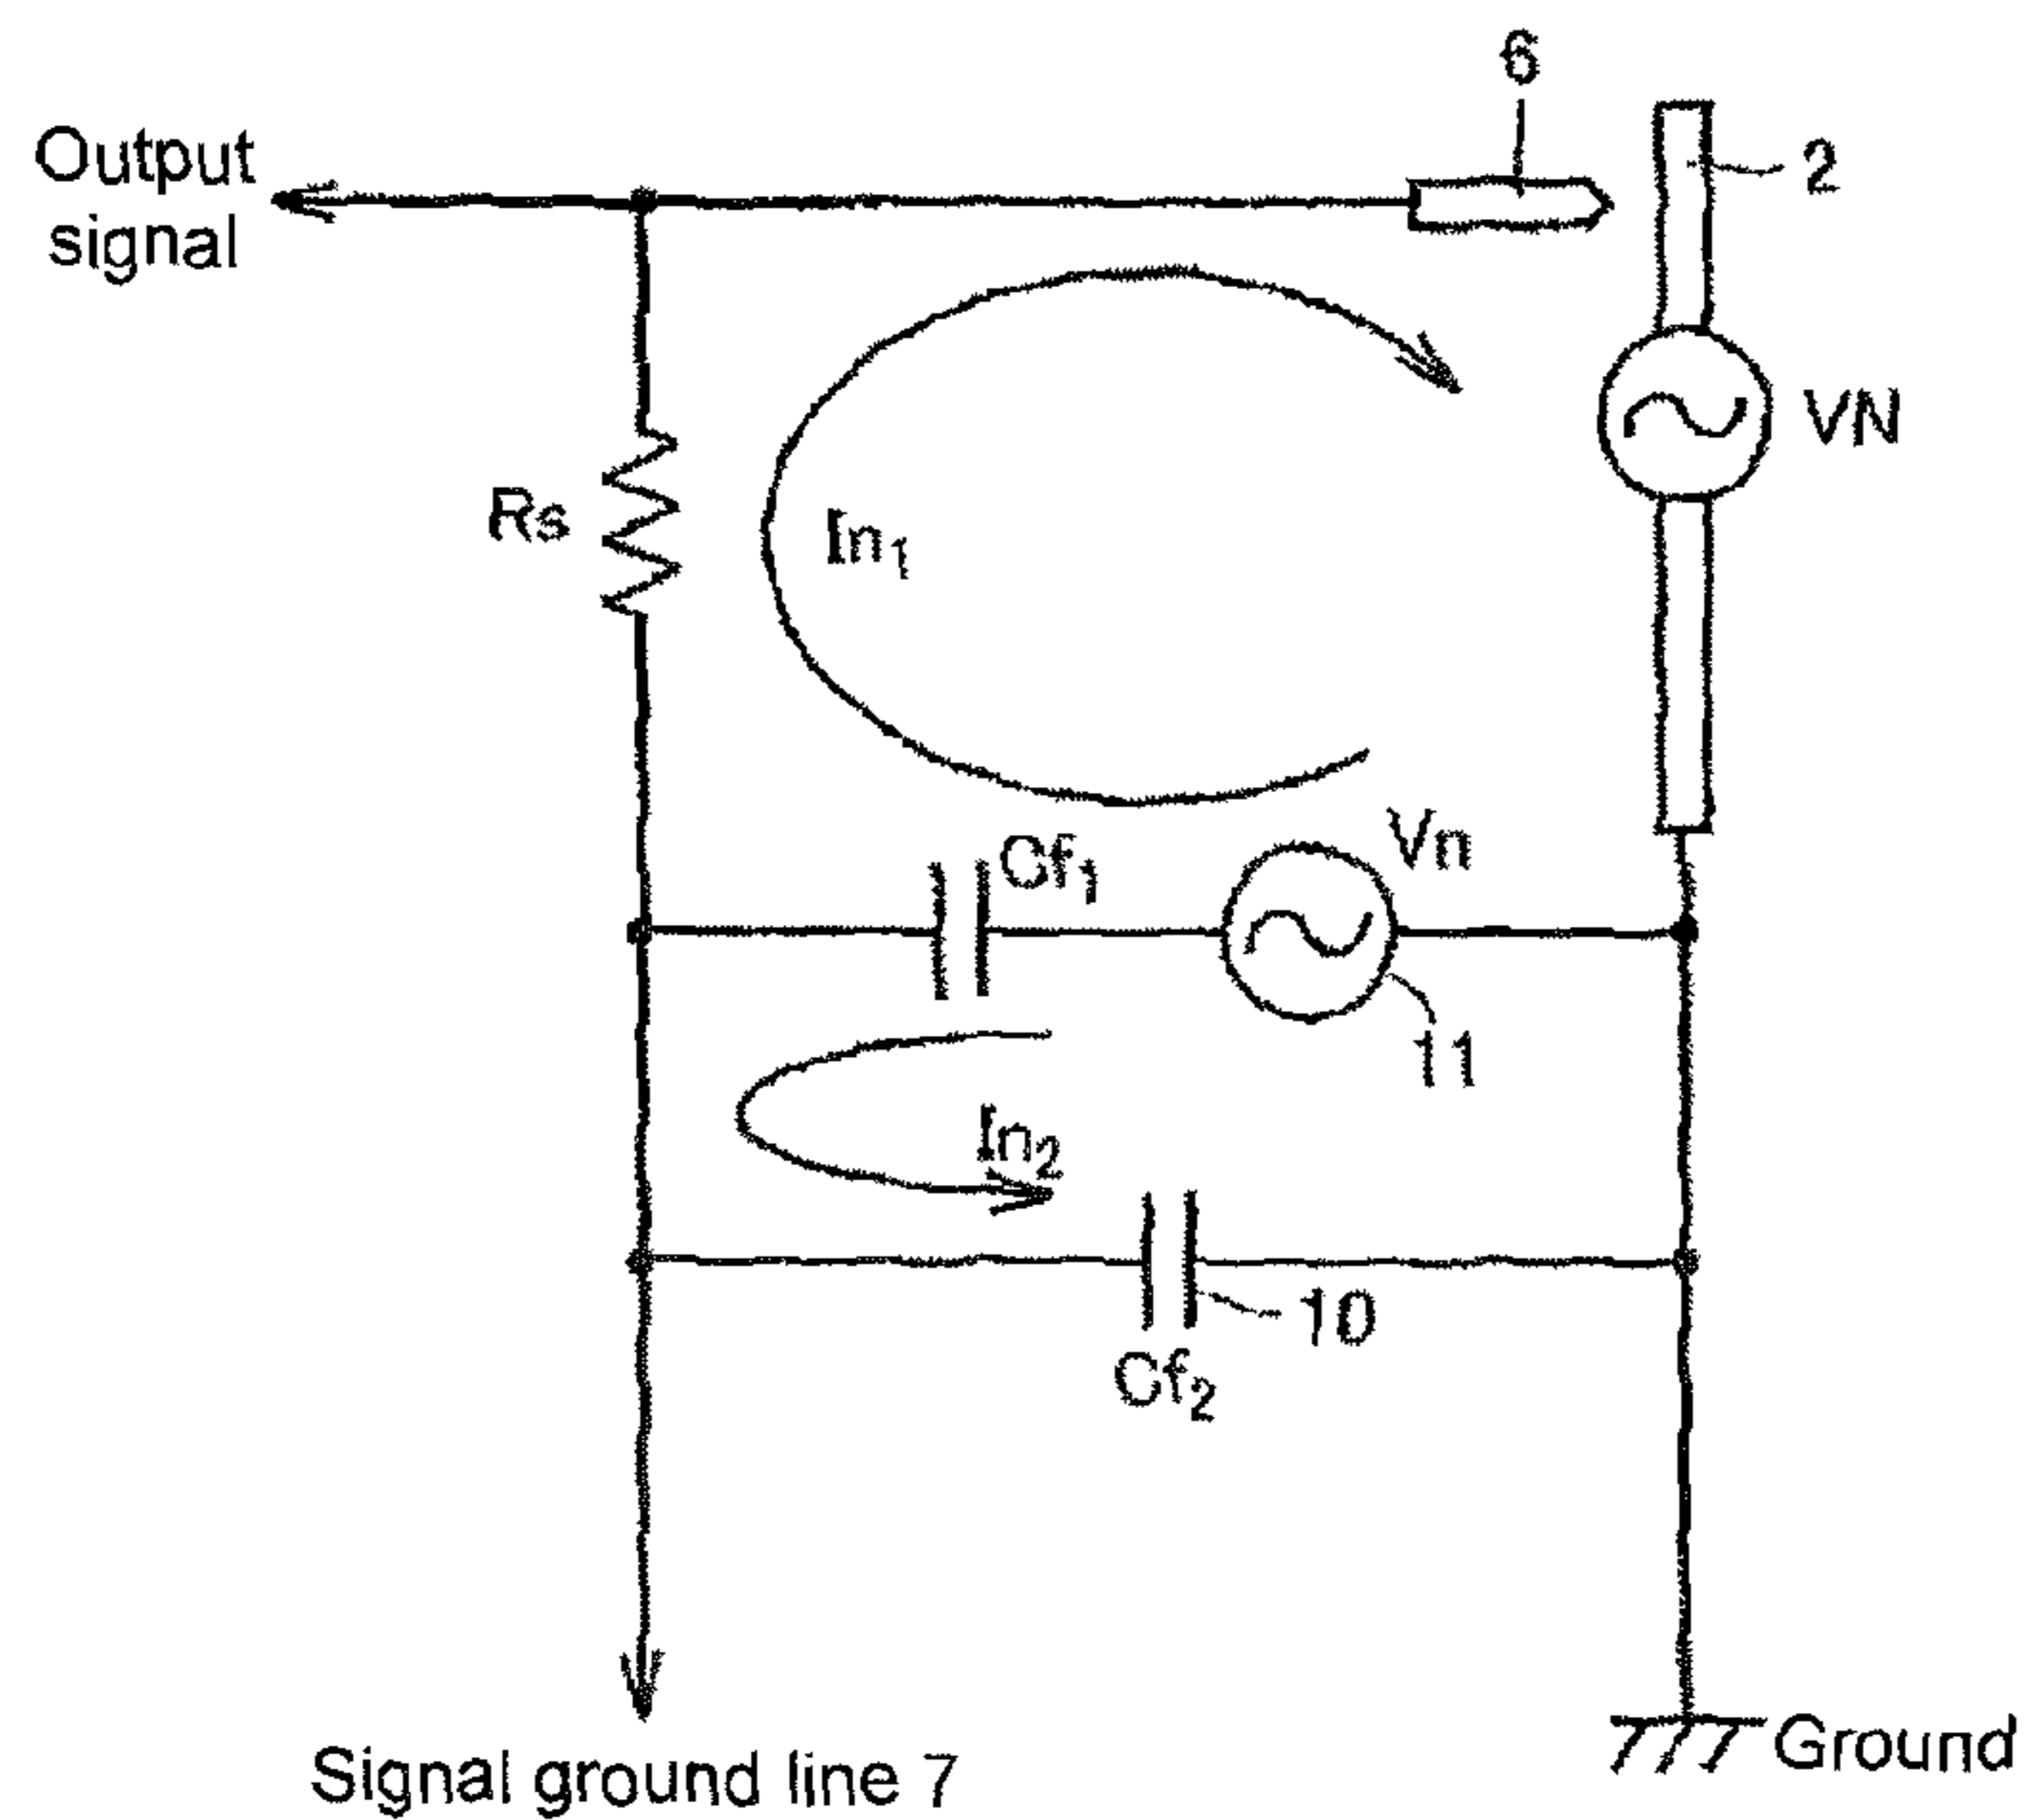 6
Output
signal
2
VN
Rs
In₁
Vn
Cf₁
11
In₂
10
Cf₂
Signal ground line 7
Ground